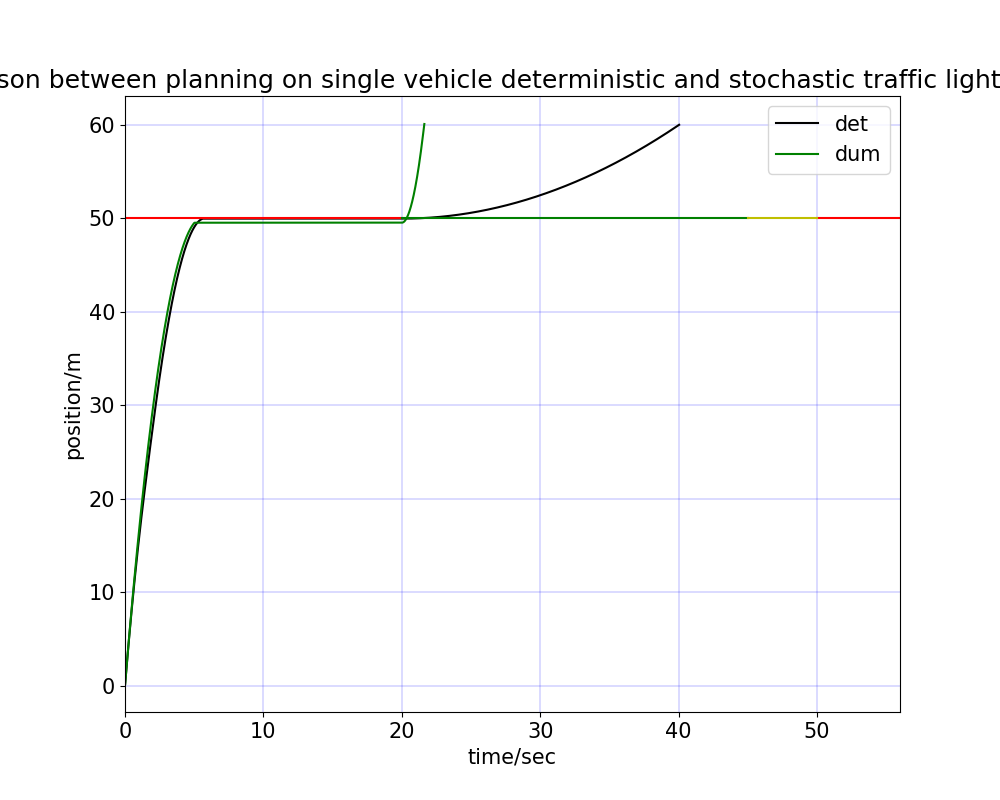 son between planning on single vehicle deterministic and stochastic traffic light
det
dum
60
50
40
30
20
10
0
position/m
0 10 20 30 40 50
time/sec